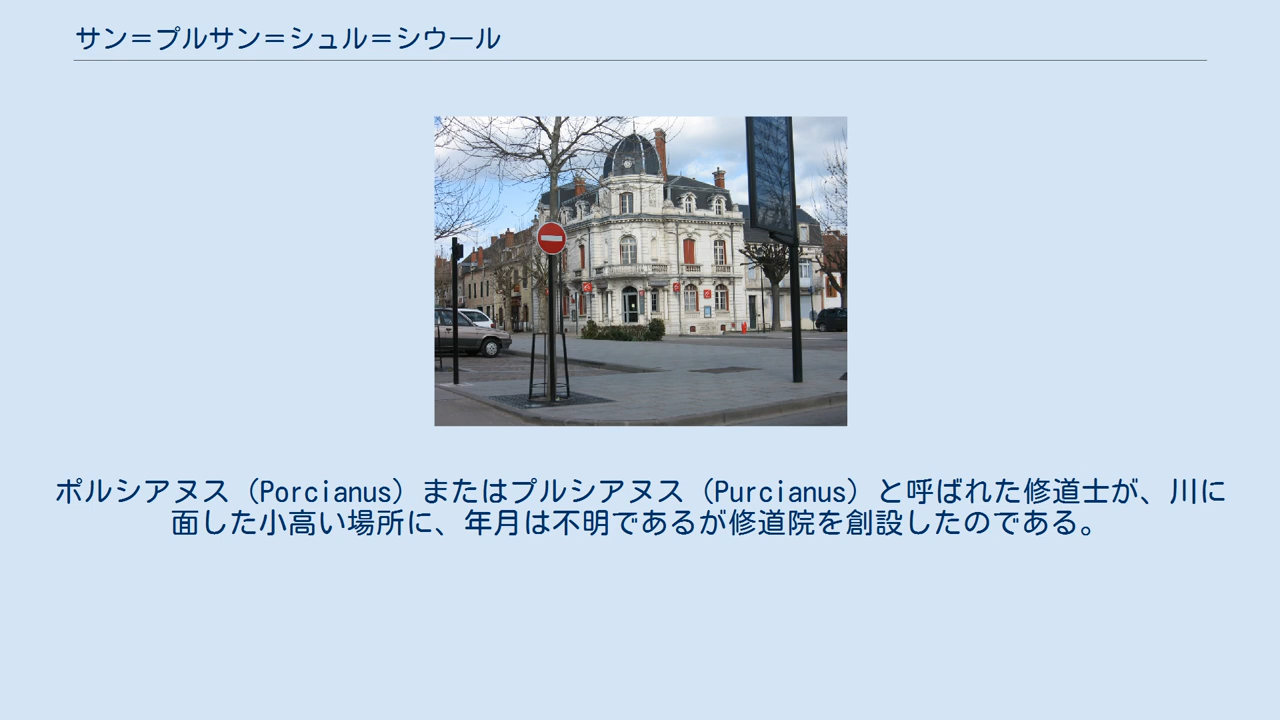 サン＝プルサン＝シュル＝シウール
ポルシアヌス（Porcianus）またはプルシアヌス（Purcianus）と呼ばれた修道士が、川に
面した小高い場所に、年月は不明であるが修道院を創設したのである。